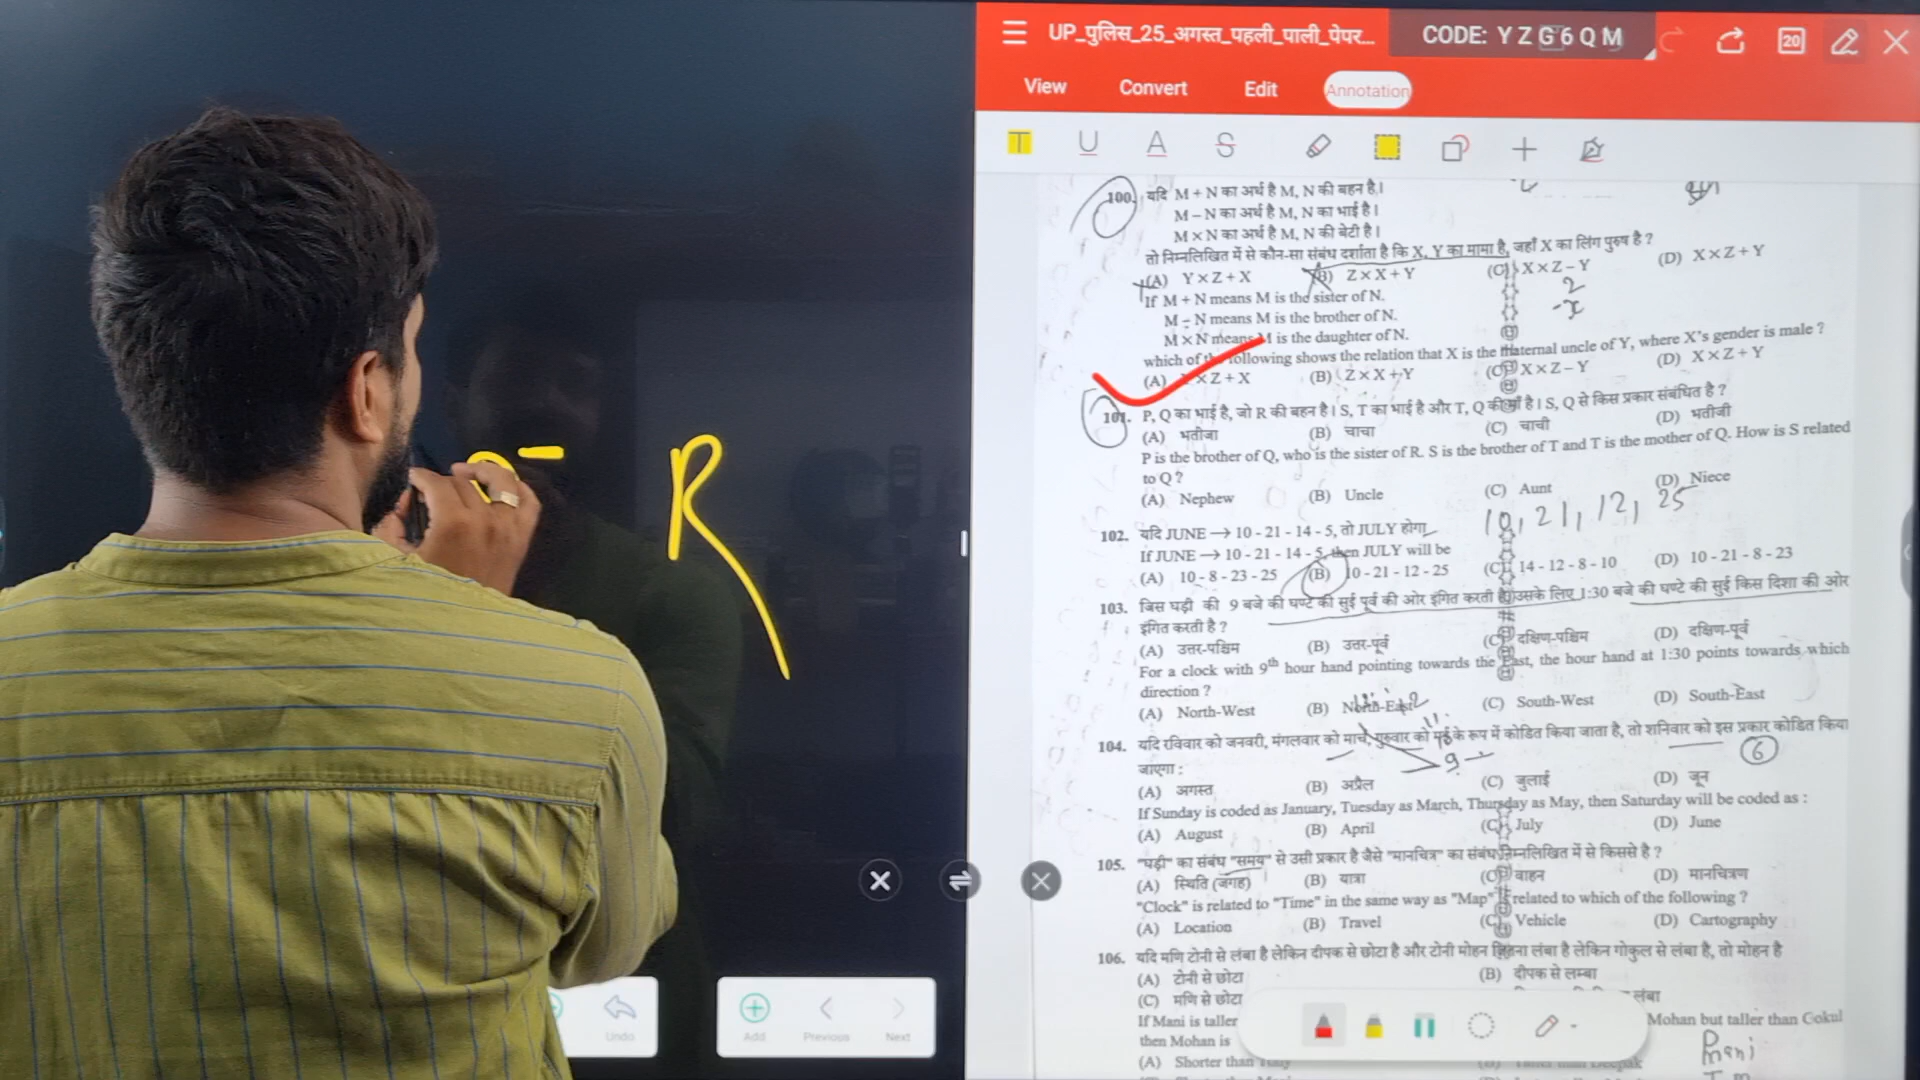 UP_पुलिस_25_अगस्त_पहली_पाली_पेपर...
CODE: Y Z G 6 Q M
20
View Convert Edit Annotation
T U A S
R
100. यदि M + N का अर्थ है M, N की बहन है।
M – N का अर्थ है M, N का भाई है।
M × N का अर्थ है M, N की बेटी है।
तो निम्नलिखित में से कौन-सा संबंध दर्शाता है कि X, Y का मामा है, जहाँ X का लिंग पुरुष है ?
(A) Y × Z + X (B) Z × X + Y (C) X × Z – Y (D) X × Z + Y
If M + N means M is the sister of N.
M – N means M is the brother of N.
M × N means M is the daughter of N.
which of the following shows the relation that X is the maternal uncle of Y, where X's gender is male ?
(A) × Z + X (B) Z × X + Y (C) X × Z – Y (D) X × Z + Y
101. P, Q का भाई है, जो R की बहन है। S, T का भाई है और T, Q की माँ है। S, Q से किस प्रकार संबंधित है ?
(A) भतीजा (B) चाचा (C) चाची (D) भतीजी
P is the brother of Q, who is the sister of R. S is the brother of T and T is the mother of Q. How is S related
to Q ?
(A) Nephew (B) Uncle (C) Aunt (D) Niece
10, 21, 12, 25
102. यदि JUNE → 10 - 21 - 14 - 5, तो JULY होगा
If JUNE → 10 - 21 - 14 - 5, then JULY will be
(A) 10 - 8 - 23 - 25 (B) 10 - 21 - 12 - 25 (C) 14 - 12 - 8 - 10 (D) 10 - 21 - 8 - 23
103. जिस घड़ी की 9 बजे की घण्टे की सुई पूर्व की ओर इंगित करती है उसके लिए 1:30 बजे की घण्टे की सुई किस दिशा की ओर
इंगित करती है ?
(A) उत्तर-पश्चिम (B) उत्तर-पूर्व (C) दक्षिण-पश्चिम (D) दक्षिण-पूर्व
For a clock with 9th hour hand pointing towards the East, the hour hand at 1:30 points towards which
direction ?
(A) North-West (B) North-East (C) South-West (D) South-East
104. यदि रविवार को जनवरी, मंगलवार को मार्च, गुरुवार को मई के रूप में कोडित किया जाता है, तो शनिवार को इस प्रकार कोडित किया
जाएगा :
9
6
(A) अगस्त (B) अप्रैल (C) जुलाई (D) जून
If Sunday is coded as January, Tuesday as March, Thursday as May, then Saturday will be coded as :
(A) August (B) April (C) July (D) June
105. "घड़ी" का संबंध "समय" से उसी प्रकार है जैसे "मानचित्र" का संबंध निम्नलिखित में से किससे है ?
(A) स्थिति (जगह) (B) यात्रा (C) वाहन (D) मानचित्रण
"Clock" is related to "Time" in the same way as "Map" is related to which of the following ?
(A) Location (B) Travel (C) Vehicle (D) Cartography
106. यदि मणि टोनी से लंबा है लेकिन दीपक से छोटा है और टोनी मोहन जितना लंबा है लेकिन गोकुल से लंबा है, तो मोहन है
(A) टोनी से छोटा (B) दीपक से लम्बा
(C) मणि से छोटा लंबा
If Mani is taller Mohan but taller than Gokul
then Mohan is
Mani
(A) Shorter than
Undo
Add Previous Next